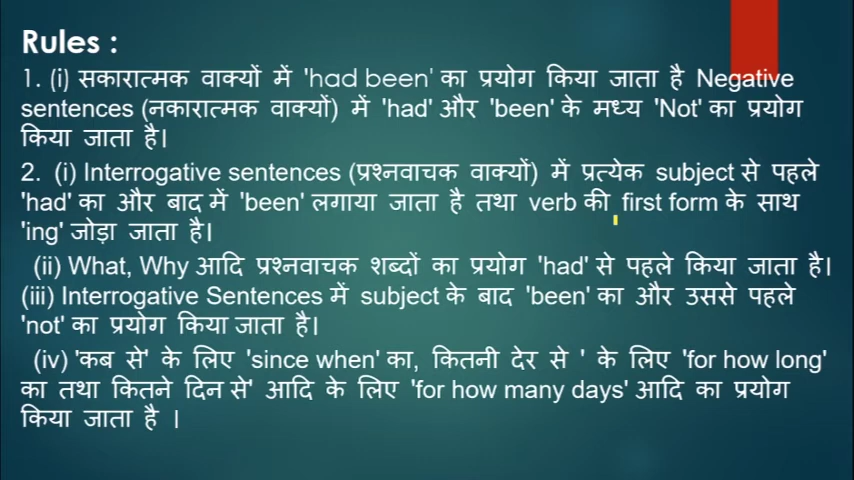 Rules :
1. (i) सकारात्मक वाक्यों में 'had been' का प्रयोग किया जाता है Negative
sentences (नकारात्मक वाक्यों) में 'had' और 'been' के मध्य 'Not' का प्रयोग
किया जाता है।
2. (i) Interrogative sentences (प्रश्नवाचक वाक्यों) में प्रत्येक subject से पहले
'had' का और बाद में 'been' लगाया जाता है तथा verb की first form के साथ
'ing' जोड़ा जाता है।
(ii) What, Why आदि प्रश्नवाचक शब्दों का प्रयोग 'had' से पहले किया जाता है।
(iii) Interrogative Sentences में subject के बाद 'been' का और उससे पहले
'not' का प्रयोग किया जाता है।
(iv) 'कब से' के लिए 'since when' का, कितनी देर से ' के लिए 'for how long'
का तथा कितने दिन से' आदि के लिए 'for how many days' आदि का प्रयोग
किया जाता है ।